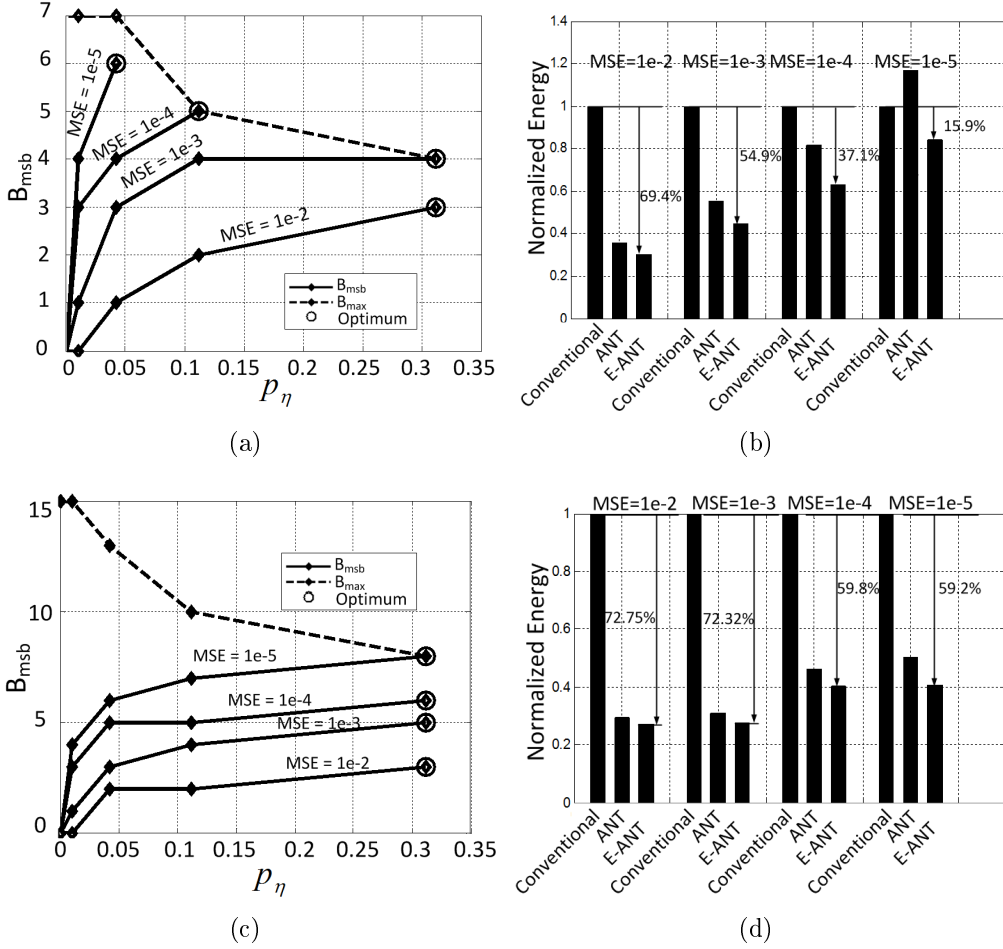 7
6
5
4
3
2
1
0
B_msb
MSE = 1e-5
MSE = 1e-4
MSE = 1e-3
MSE = 1e-2
B_msb
B_max
Optimum
0 0.05 0.1 0.15 0.2 0.25 0.3 0.35
p_η
(a)
1.4
1.2
1
0.8
0.6
0.4
0.2
0
Normalized Energy
MSE=1e-2 MSE=1e-3 MSE=1e-4 MSE=1e-5
69.4%
54.9%
37.1%
15.9%
Conventional
ANT
E-ANT
Conventional
ANT
E-ANT
Conventional
ANT
E-ANT
Conventional
ANT
E-ANT
(b)
15
10
5
0
B_msb
B_msb
B_max
Optimum
MSE = 1e-5
MSE = 1e-4
MSE = 1e-3
MSE = 1e-2
0 0.05 0.1 0.15 0.2 0.25 0.3 0.35
p_η
(c)
1
0.8
0.6
0.4
0.2
0
Normalized Energy
MSE=1e-2 MSE=1e-3 MSE=1e-4 MSE=1e-5
72.75%
72.32%
59.8%
59.2%
Conventional
ANT
E-ANT
Conventional
ANT
E-ANT
Conventional
ANT
E-ANT
Conventional
ANT
E-ANT
(d)